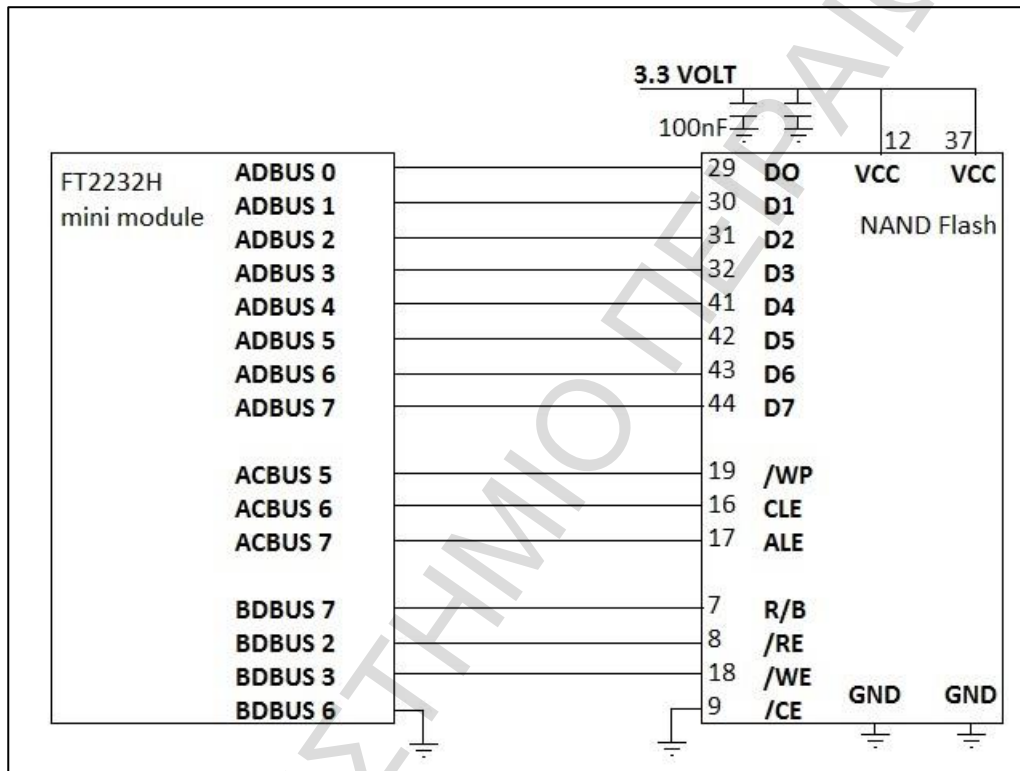 3.3 VOLT
100nF
12 37
FT2232H
mini module
ADBUS 0
ADBUS 1
ADBUS 2
ADBUS 3
ADBUS 4
ADBUS 5
ADBUS 6
ADBUS 7
ACBUS 5
ACBUS 6
ACBUS 7
BDBUS 7
BDBUS 2
BDBUS 3
BDBUS 6
VCC VCC
NAND Flash
29 DO
30 D1
31 D2
32 D3
41 D4
42 D5
43 D6
44 D7
19 /WP
16 CLE
17 ALE
7 R/B
8 /RE
18 /WE
9 /CE
GND GND
ΣΤΗΜΙΟ ΠΕΙΡΑΙΩ